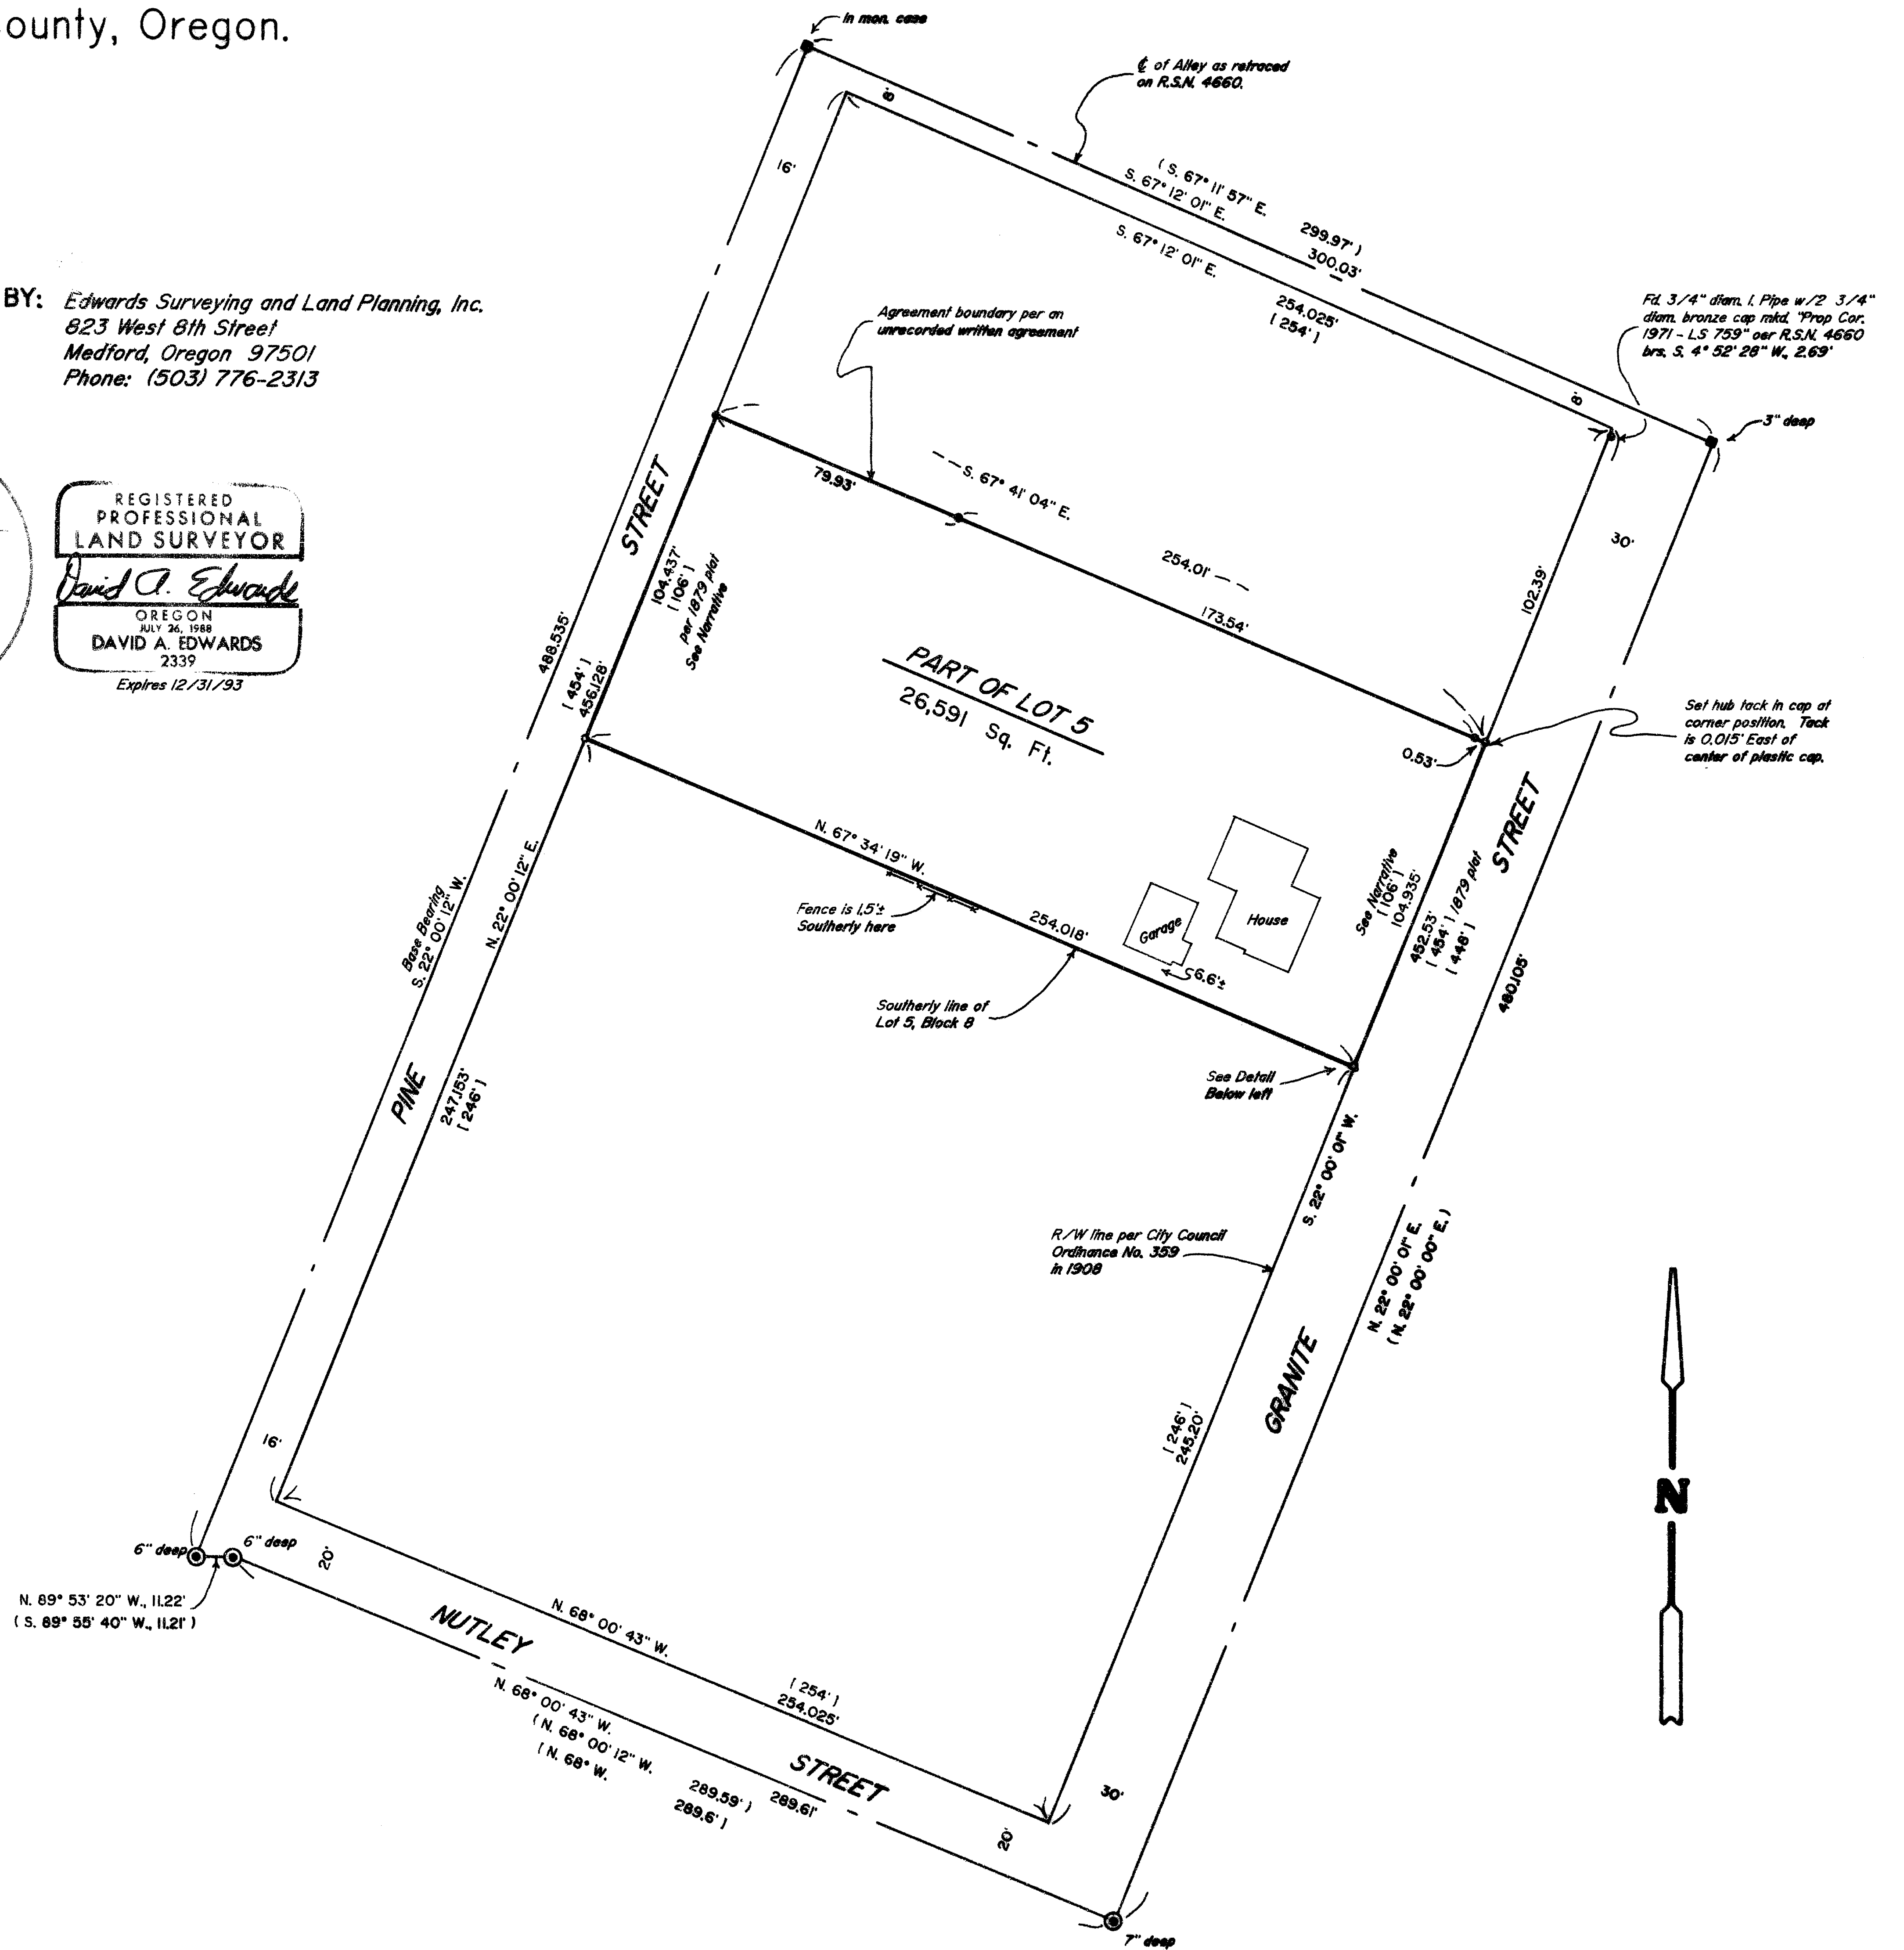 ounty, Oregon.
in mon. case
℄ of Alley as retraced
on R.S.N. 4660.
8'
16'
( S. 67° 11' 57" E. 299.97' )
S. 67° 12' 01" E. 300.03'
S. 67° 12' 01" E. 254.025'
[ 254' ]
BY: Edwards Surveying and Land Planning, Inc.
823 West 8th Street
Medford, Oregon 97501
Phone: (503) 776-2313
Agreement boundary per an
unrecorded written agreement
Fd. 3/4" diam. I. Pipe w/2 3/4"
diam. bronze cap mkd. "Prop Cor.
1971 - LS 759" per R.S.N. 4660
brs. S. 4° 52' 28" W., 2.69'
8'
3" deep
30'
REGISTERED
PROFESSIONAL
LAND SURVEYOR
David A. Edwards
OREGON
JULY 26, 1988
DAVID A. EDWARDS
2339
Expires 12/31/93
STREET
79.93'
S. 67° 41' 04" E. 254.01'
173.54'
102.39'
104.437'
[ 106' ]
per 1879 plat
See Narrative
488.535'
[ 454' ]
456.128'
PART OF LOT 5
26,591 Sq. Ft.
0.53'
Set hub tack in cap at
corner position. Tack
is 0.015' East of
center of plastic cap.
STREET
N. 67° 34' 19" W. 254.018'
Fence is 1.5'±
Southerly here
Garage
House
6.6'±
Southerly line of
Lot 5, Block 8
See Narrative
[ 106' ]
104.935'
452.53'
[ 454' ] 1879 plat
[ 448' ]
480.105'
Base Bearing
S. 22° 00' 12" W.
N. 22° 00' 12" E.
PINE
247.153'
[ 246' ]
See Detail
Below left
S. 22° 00' 01" W.
R/W line per City Council
Ordinance No. 359
in 1908
N. 22° 00' 01" E.
( N. 22° 00' 00" E. )
GRANITE
[ 246' ]
245.20'
N
16'
6" deep
6" deep
20'
N. 89° 53' 20" W., 11.22'
( S. 89° 55' 40" W., 11.21' )
NUTLEY
N. 68° 00' 43" W.
[ 254' ]
254.025'
N. 68° 00' 43" W. 289.61'
( N. 68° 00' 12" W. 289.59' )
[ N. 68° W. 289.6' ]
STREET
30'
20'
7" deep